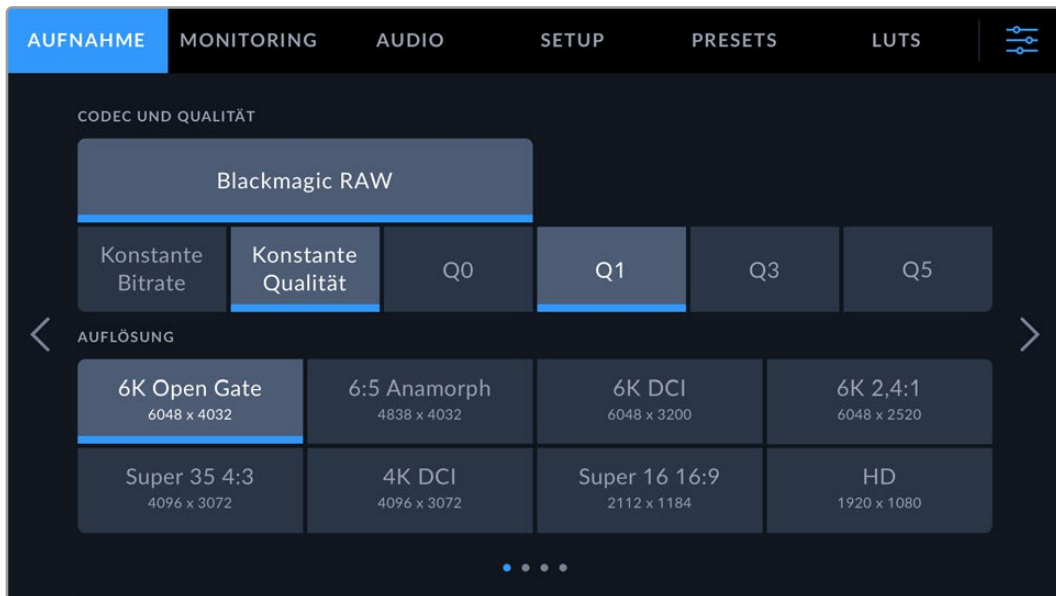 AUFNAHME MONITORING AUDIO SETUP PRESETS LUTS
CODEC UND QUALITÄT
Blackmagic RAW
Konstante Bitrate
Konstante Qualität
Q0
Q1
Q3
Q5
AUFLÖSUNG
6K Open Gate
6048 x 4032
6:5 Anamorph
4838 x 4032
6K DCI
6048 x 3200
6K 2,4:1
6048 x 2520
Super 35 4:3
4096 x 3072
4K DCI
4096 x 3072
Super 16 16:9
2112 x 1184
HD
1920 x 1080